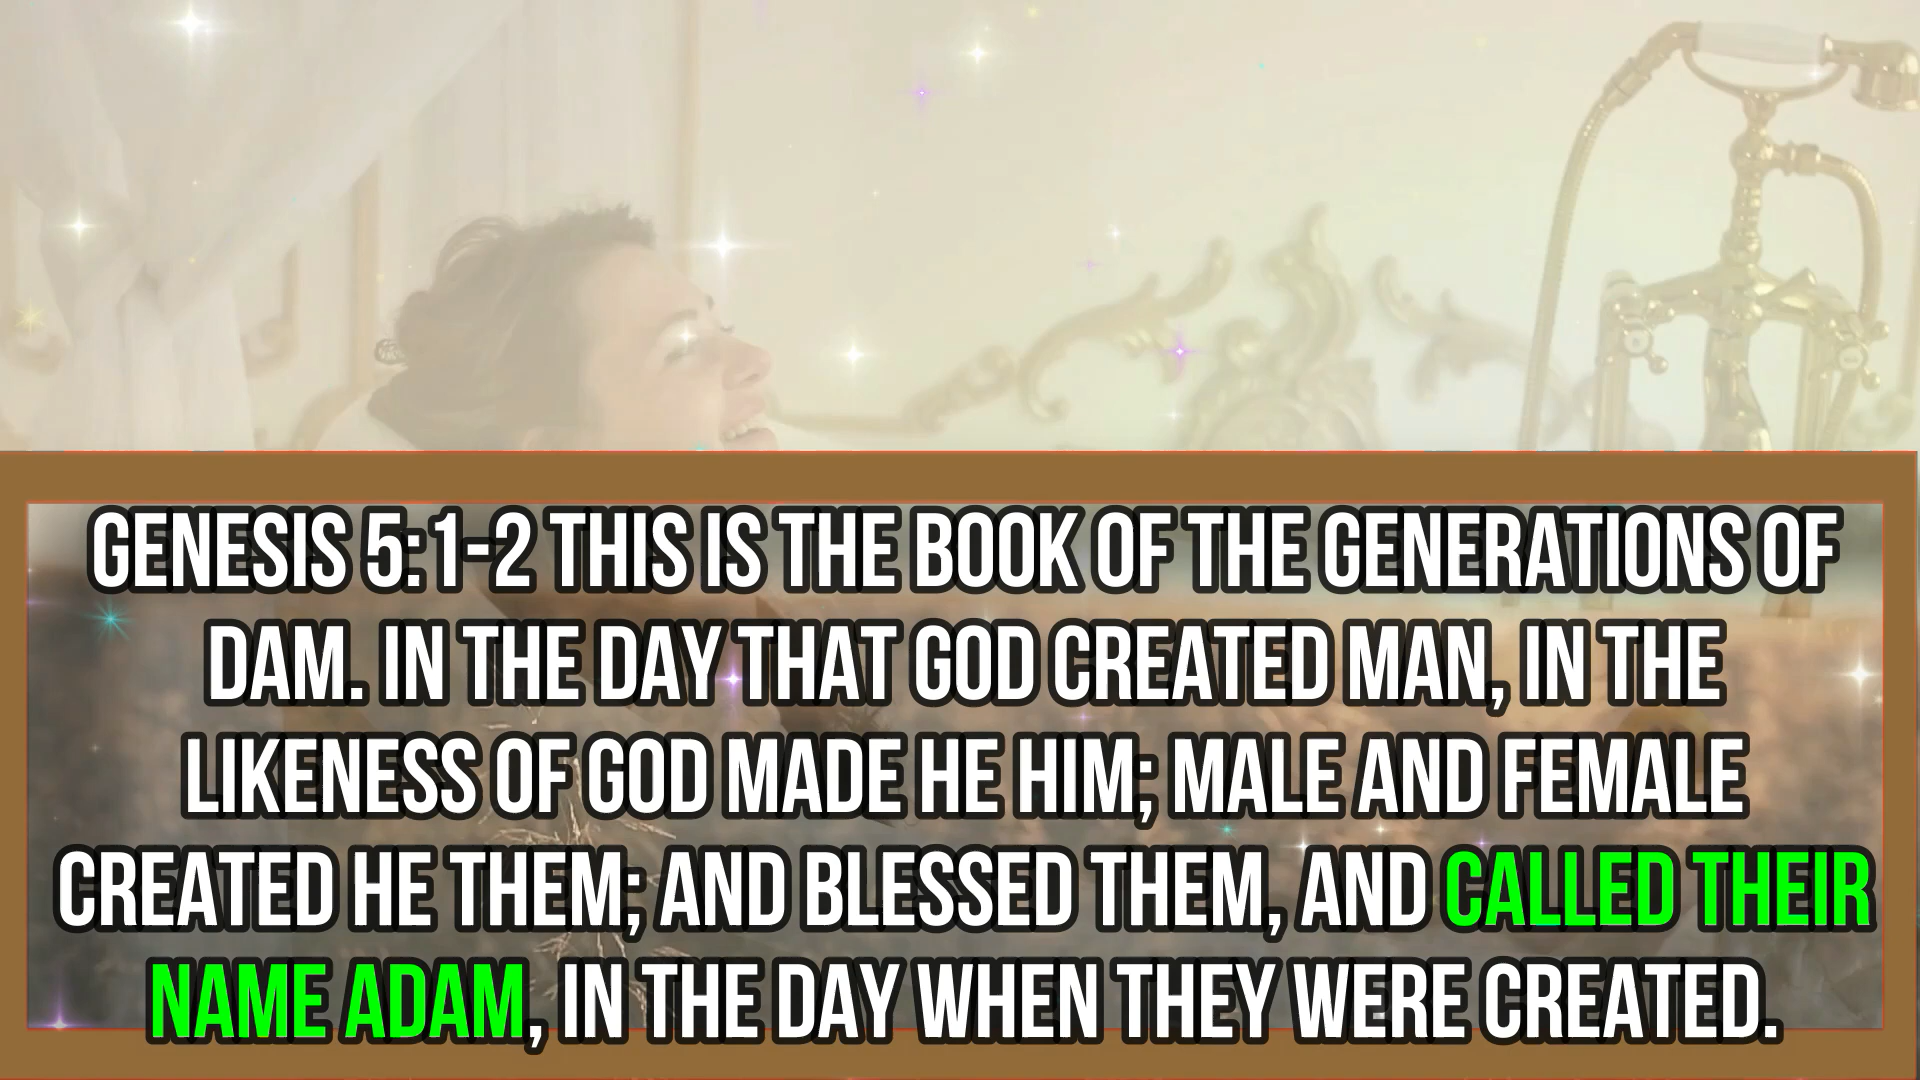 GENESIS 5:1-2 THIS IS THE BOOK OF THE GENERATIONS OF
DAM. IN THE DAY THAT GOD CREATED MAN, IN THE
LIKENESS OF GOD MADE HE HIM; MALE AND FEMALE
CREATED HE THEM; AND BLESSED THEM, AND CALLED THEIR
NAME ADAM, IN THE DAY WHEN THEY WERE CREATED.